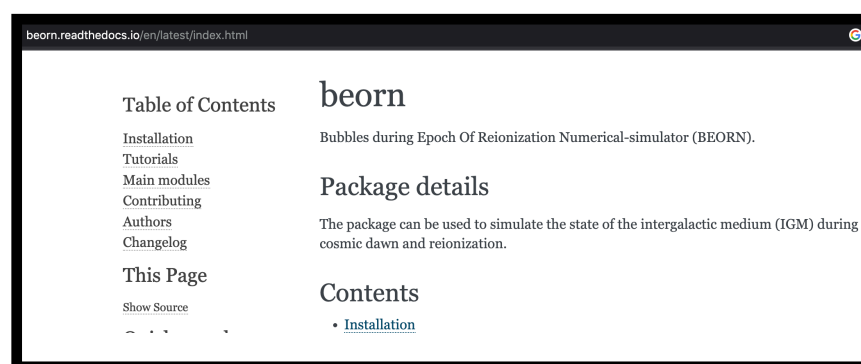 beorn.readthedocs.io/en/latest/index.html
Table of Contents
Installation
Tutorials
Main modules
Contributing
Authors
Changelog
This Page
Show Source
beorn
Bubbles during Epoch Of Reionization Numerical-simulator (BEORN).
Package details
The package can be used to simulate the state of the intergalactic medium (IGM) during
cosmic dawn and reionization.
Contents
• Installation